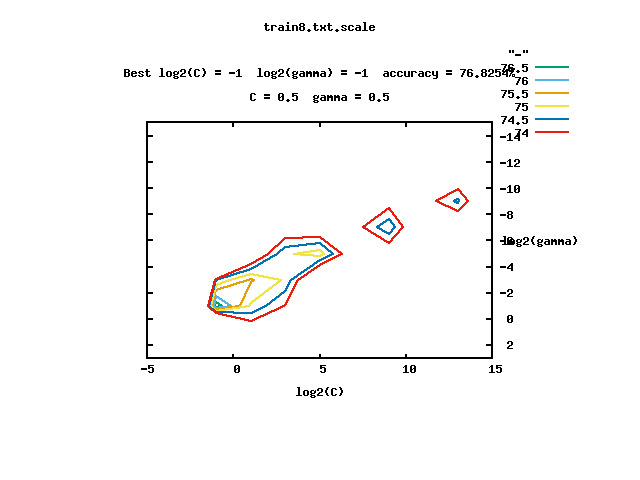 train8.txt.scale
"-"
Best log2(C) = -1  log2(gamma) = -1  accuracy = 76.8254%
76.5
76
C = 0.5  gamma = 0.5
75.5
75
74.5
74
-14
-12
-10
-8
-6
log2(gamma)
-4
-2
0
2
-5 0 5 10 15
log2(C)